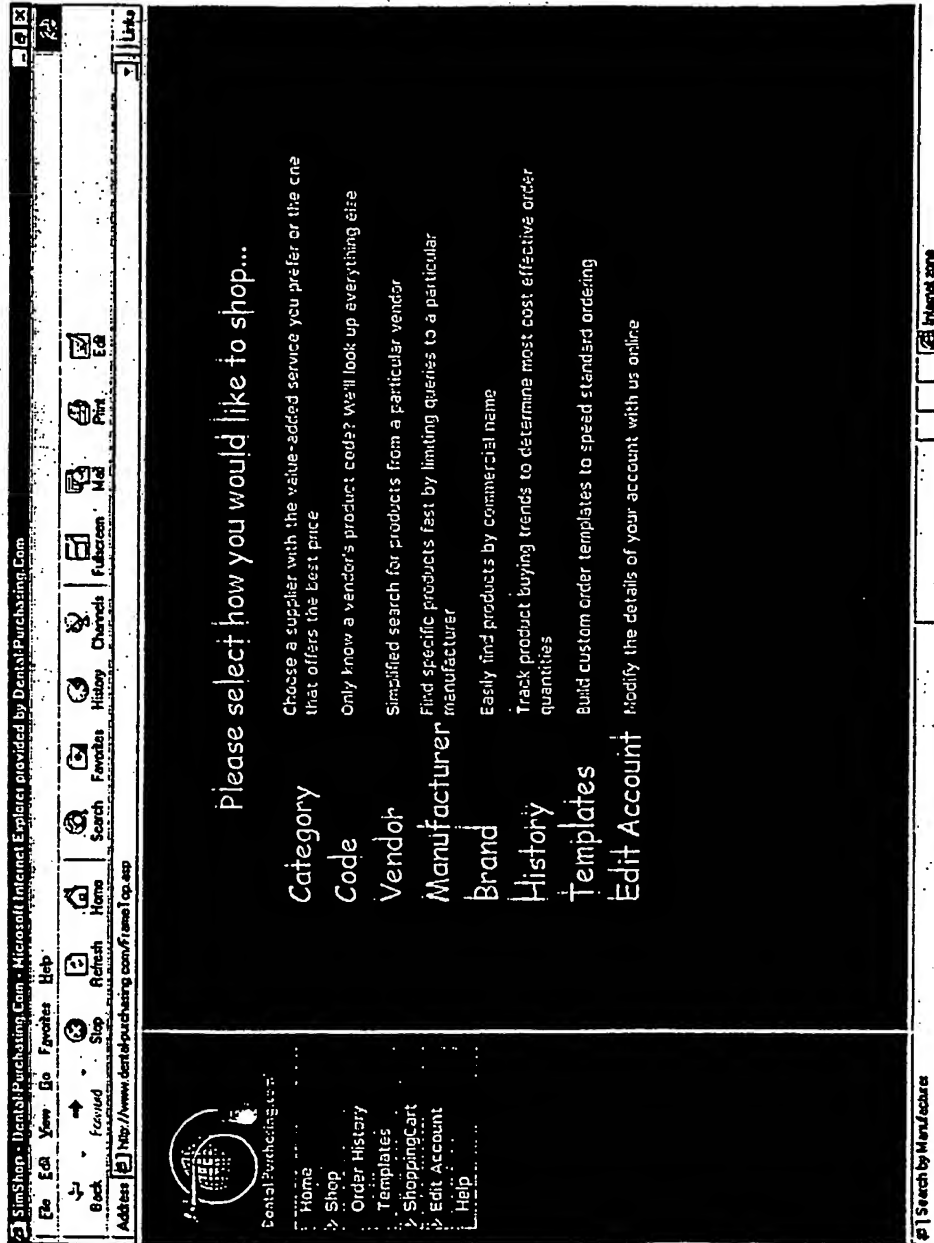 SimShop - Dental-Purchasing.Com - Microsoft Internet Explorer provided by Dental-Purchasing.Com
File Edit View Go Favorites Help
Back Forward Stop Refresh Home Search Favorites History Channels Fullscreen Mail Print Edit
Address http://www.dental-purchasing.com/FrameTop.asp Links
Dental-Purchasing.com
Home
Shop
Order History
Templates
ShoppingCart
Edit Account
Help
Please select how you would like to shop...
Category Choose a supplier with the value-added service you prefer or the one
that offers the best price
Code Only know a vendor's product code? We'll look up everything else
Vendor Simplified search for products from a particular vendor
Manufacturer Find specific products fast by limiting queries to a particular
manufacturer
Brand Easily find products by commercial name
History Track product buying trends to determine most cost effective order
quantities
Templates Build custom order templates to speed standard ordering
Edit Account Modify the details of your account with us online
Search by Manufactures Internet zone